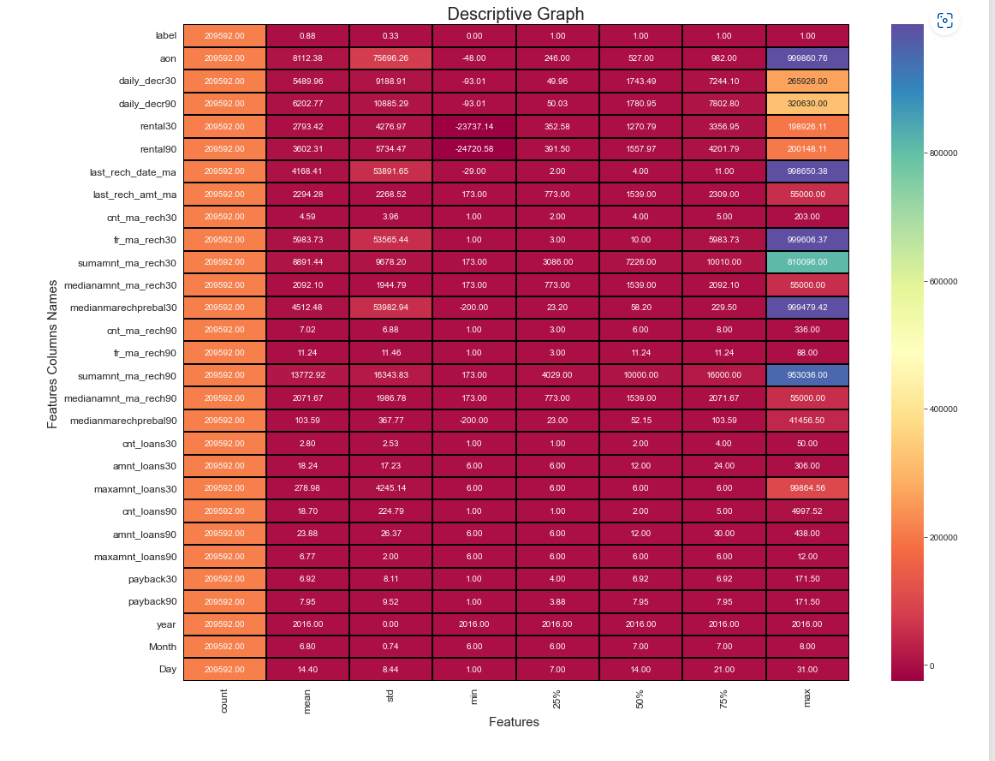 Descriptive Graph
label 209592.00 0.88 0.33 0.00 1.00 1.00 1.00 1.00
aon 209592.00 8112.38 75696.26 -48.00 246.00 527.00 982.00 999860.76
daily_decr30 209592.00 5489.96 9188.91 -93.01 49.96 1743.49 7244.10 265926.00
daily_decr90 209592.00 6202.77 10885.29 -93.01 50.03 1780.95 7802.80 320630.00
rental30 209592.00 2793.42 4276.97 -23737.14 352.58 1270.79 3356.95 198926.11
rental90 209592.00 3602.31 5734.47 -24720.58 391.50 1557.97 4201.79 200148.11
last_rech_date_ma 209592.00 4168.41 53891.65 -29.00 2.00 4.00 11.00 998650.38
last_rech_amt_ma 209592.00 2294.28 2268.52 173.00 773.00 1539.00 2309.00 55000.00
cnt_ma_rech30 209592.00 4.59 3.96 1.00 2.00 4.00 5.00 203.00
fr_ma_rech30 209592.00 5983.73 53565.44 1.00 3.00 10.00 5983.73 999606.37
sumamnt_ma_rech30 209592.00 8891.44 9678.20 173.00 3086.00 7226.00 10010.00 810096.00
medianamnt_ma_rech30 209592.00 2092.10 1944.79 173.00 773.00 1539.00 2092.10 55000.00
medianmarechprebal30 209592.00 4512.48 53982.94 -200.00 23.20 58.20 229.50 999479.42
cnt_ma_rech90 209592.00 7.02 6.88 1.00 3.00 6.00 8.00 336.00
fr_ma_rech90 209592.00 11.24 11.46 1.00 3.00 11.24 11.24 88.00
sumamnt_ma_rech90 209592.00 13772.92 16343.83 173.00 4029.00 10000.00 16000.00 953036.00
medianamnt_ma_rech90 209592.00 2071.67 1986.78 173.00 773.00 1539.00 2071.67 55000.00
medianmarechprebal90 209592.00 103.59 367.77 -200.00 23.00 52.15 103.59 41456.50
cnt_loans30 209592.00 2.80 2.53 1.00 1.00 2.00 4.00 50.00
amnt_loans30 209592.00 18.24 17.23 6.00 6.00 12.00 24.00 306.00
maxamnt_loans30 209592.00 278.98 4245.14 6.00 6.00 6.00 6.00 99864.56
cnt_loans90 209592.00 18.70 224.79 1.00 1.00 2.00 5.00 4997.52
amnt_loans90 209592.00 23.88 26.37 6.00 6.00 12.00 30.00 438.00
maxamnt_loans90 209592.00 6.77 2.00 6.00 6.00 6.00 6.00 12.00
payback30 209592.00 6.92 8.11 1.00 4.00 6.92 6.92 171.50
payback90 209592.00 7.95 9.52 1.00 3.88 7.95 7.95 171.50
year 209592.00 2016.00 0.00 2016.00 2016.00 2016.00 2016.00 2016.00
Month 209592.00 6.80 0.74 6.00 6.00 7.00 7.00 8.00
Day 209592.00 14.40 8.44 1.00 7.00 14.00 21.00 31.00
count mean std min 25% 50% 75% max
Features
Features Columns Names
800000
600000
400000
200000
0